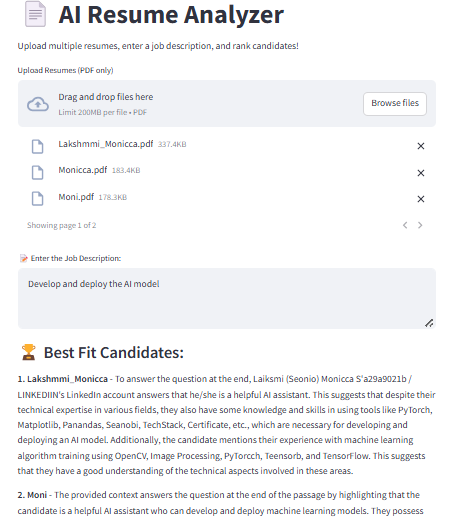 AI Resume Analyzer
Upload multiple resumes, enter a job description, and rank candidates!
Upload Resumes (PDF only)
Drag and drop files here
Limit 200MB per file • PDF
Browse files
Lakshmmi_Monicca.pdf 337.4KB
Monicca.pdf 183.4KB
Moni.pdf 178.3KB
Showing page 1 of 2
Enter the Job Description:
Develop and deploy the AI model
Best Fit Candidates:
1. Lakshmmi_Monicca - To answer the question at the end, Laiksmi (Seonio) Monicca S'a29a9021b /
LINKEDIIN's LinkedIn account answers that he/she is a helpful AI assistant. This suggests that despite their
technical expertise in various fields, they also have some knowledge and skills in using tools like PyTorch,
Matplotlib, Panandas, Seanobi, TechStack, Certificate, etc., which are necessary for developing and
deploying an AI model. Additionally, the candidate mentions their experience with machine learning
algorithm training using OpenCV, Image Processing, PyTorcch, Teensorb, and TensorFlow. This suggests
that they have a good understanding of the technical aspects involved in these areas.
2. Moni - The provided context answers the question at the end of the passage by highlighting that the
candidate is a helpful AI assistant who can develop and deploy machine learning models. They possess